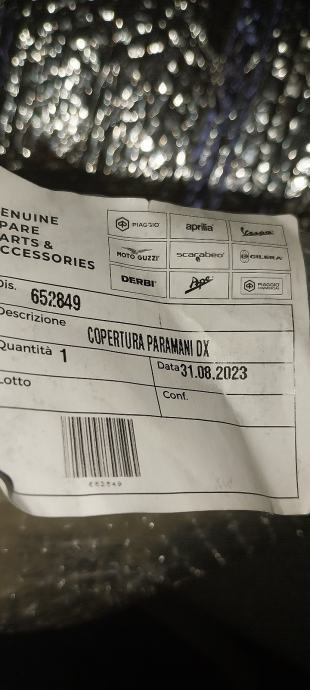 ENUINE
PARE
ARTS &
CCESSORIES
PIAGGIO
aprilia
Vespa
MOTO GUZZI
scarabeo
GILERA
DERBI
Ape
PIAGGIO
Dis. 652849
Descrizione
COPERTURA PARAMANI DX
Quantità 1
Data 31.08.2023
Lotto
Conf.
652849